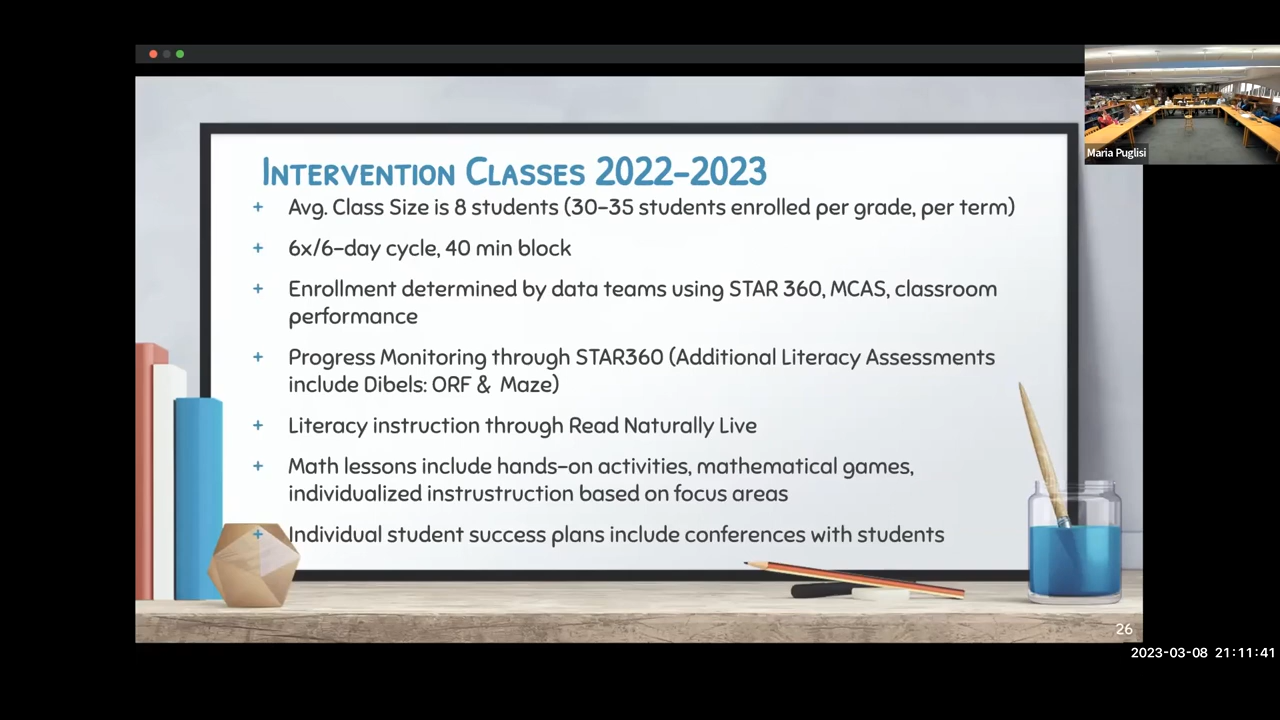 Intervention Classes 2022-2023
+ Avg. Class Size is 8 students (30-35 students enrolled per grade, per term)
+ 6x/6-day cycle, 40 min block
+ Enrollment determined by data teams using STAR 360, MCAS, classroom
performance
+ Progress Monitoring through STAR360 (Additional Literacy Assessments
include Dibels: ORF & Maze)
+ Literacy instruction through Read Naturally Live
+ Math lessons include hands-on activities, mathematical games,
individualized instrustruction based on focus areas
+ Individual student success plans include conferences with students
26
Maria Puglisi
2023-03-08 21:11:41